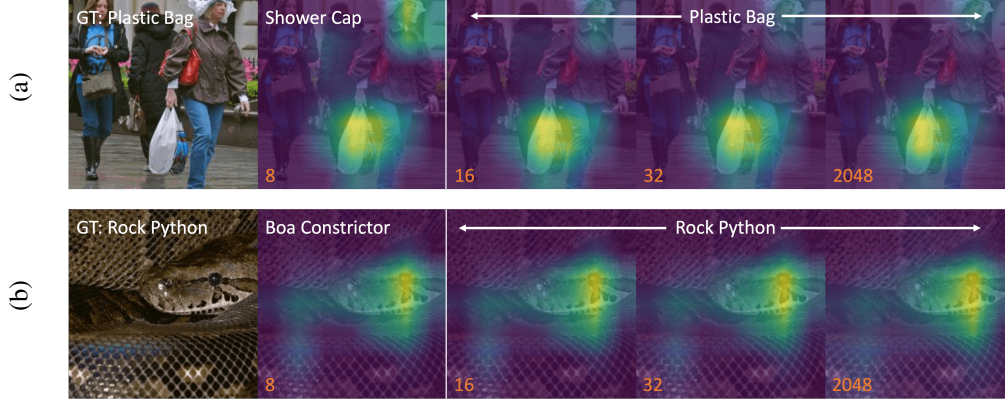 (a)
GT: Plastic Bag
Shower Cap
Plastic Bag
8
16
32
2048
(b)
GT: Rock Python
Boa Constrictor
Rock Python
8
16
32
2048